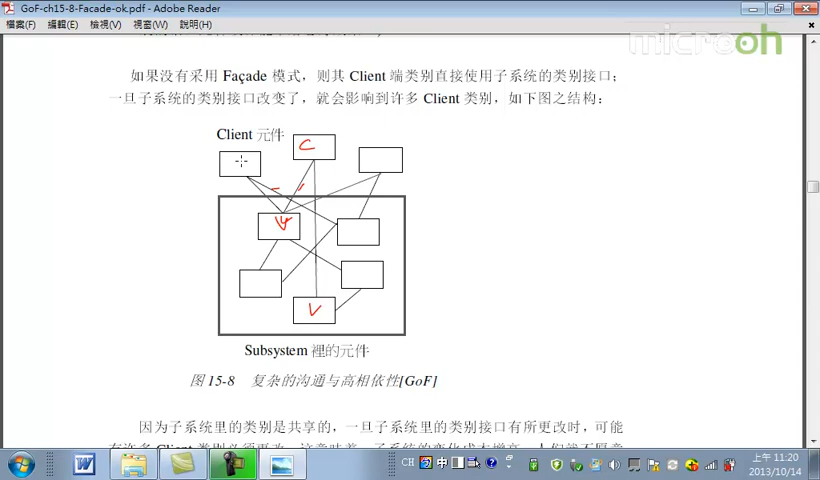 GoF-ch15-8-Facade-ok.pdf - Adobe Reader
檔案(F) 編輯(E) 檢視(V) 視窗(W) 說明(H)
microoh
如果没有采用 Façade 模式，则其 Client 端类别直接使用子系统的类别接口；
一旦子系统的类别接口改变了，就会影响到许多 Client 类别，如下图之结构：
Client 元件
C
V
V
Subsystem 裡的元件
图 15-8 复杂的沟通与高相依性[GoF]
因为子系统里的类别是共享的，一旦子系统里的类别接口有所更改时，可能
CH
中
上午 11:20
2013/10/14